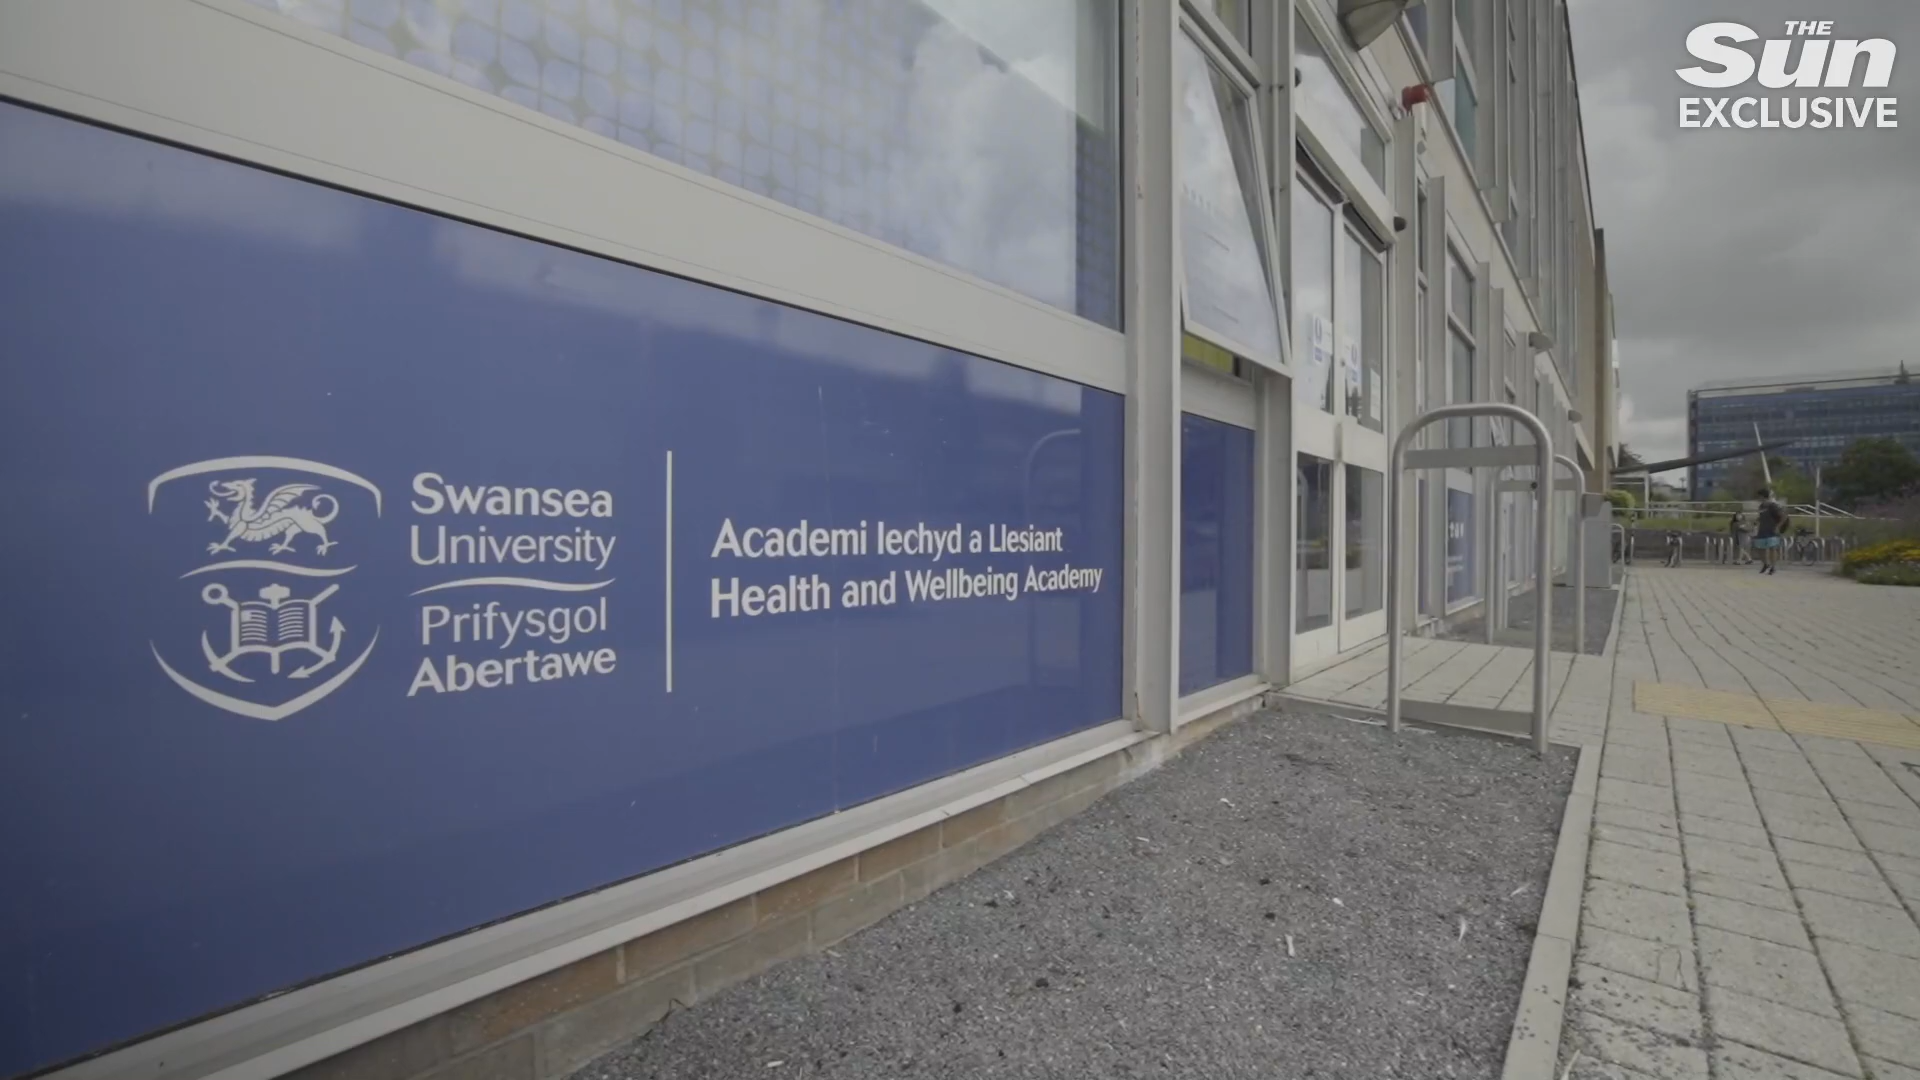 THE
Sun
EXCLUSIVE
Swansea
University
Prifysgol
Abertawe
Academi Iechyd a Llesiant
Health and Wellbeing Academy